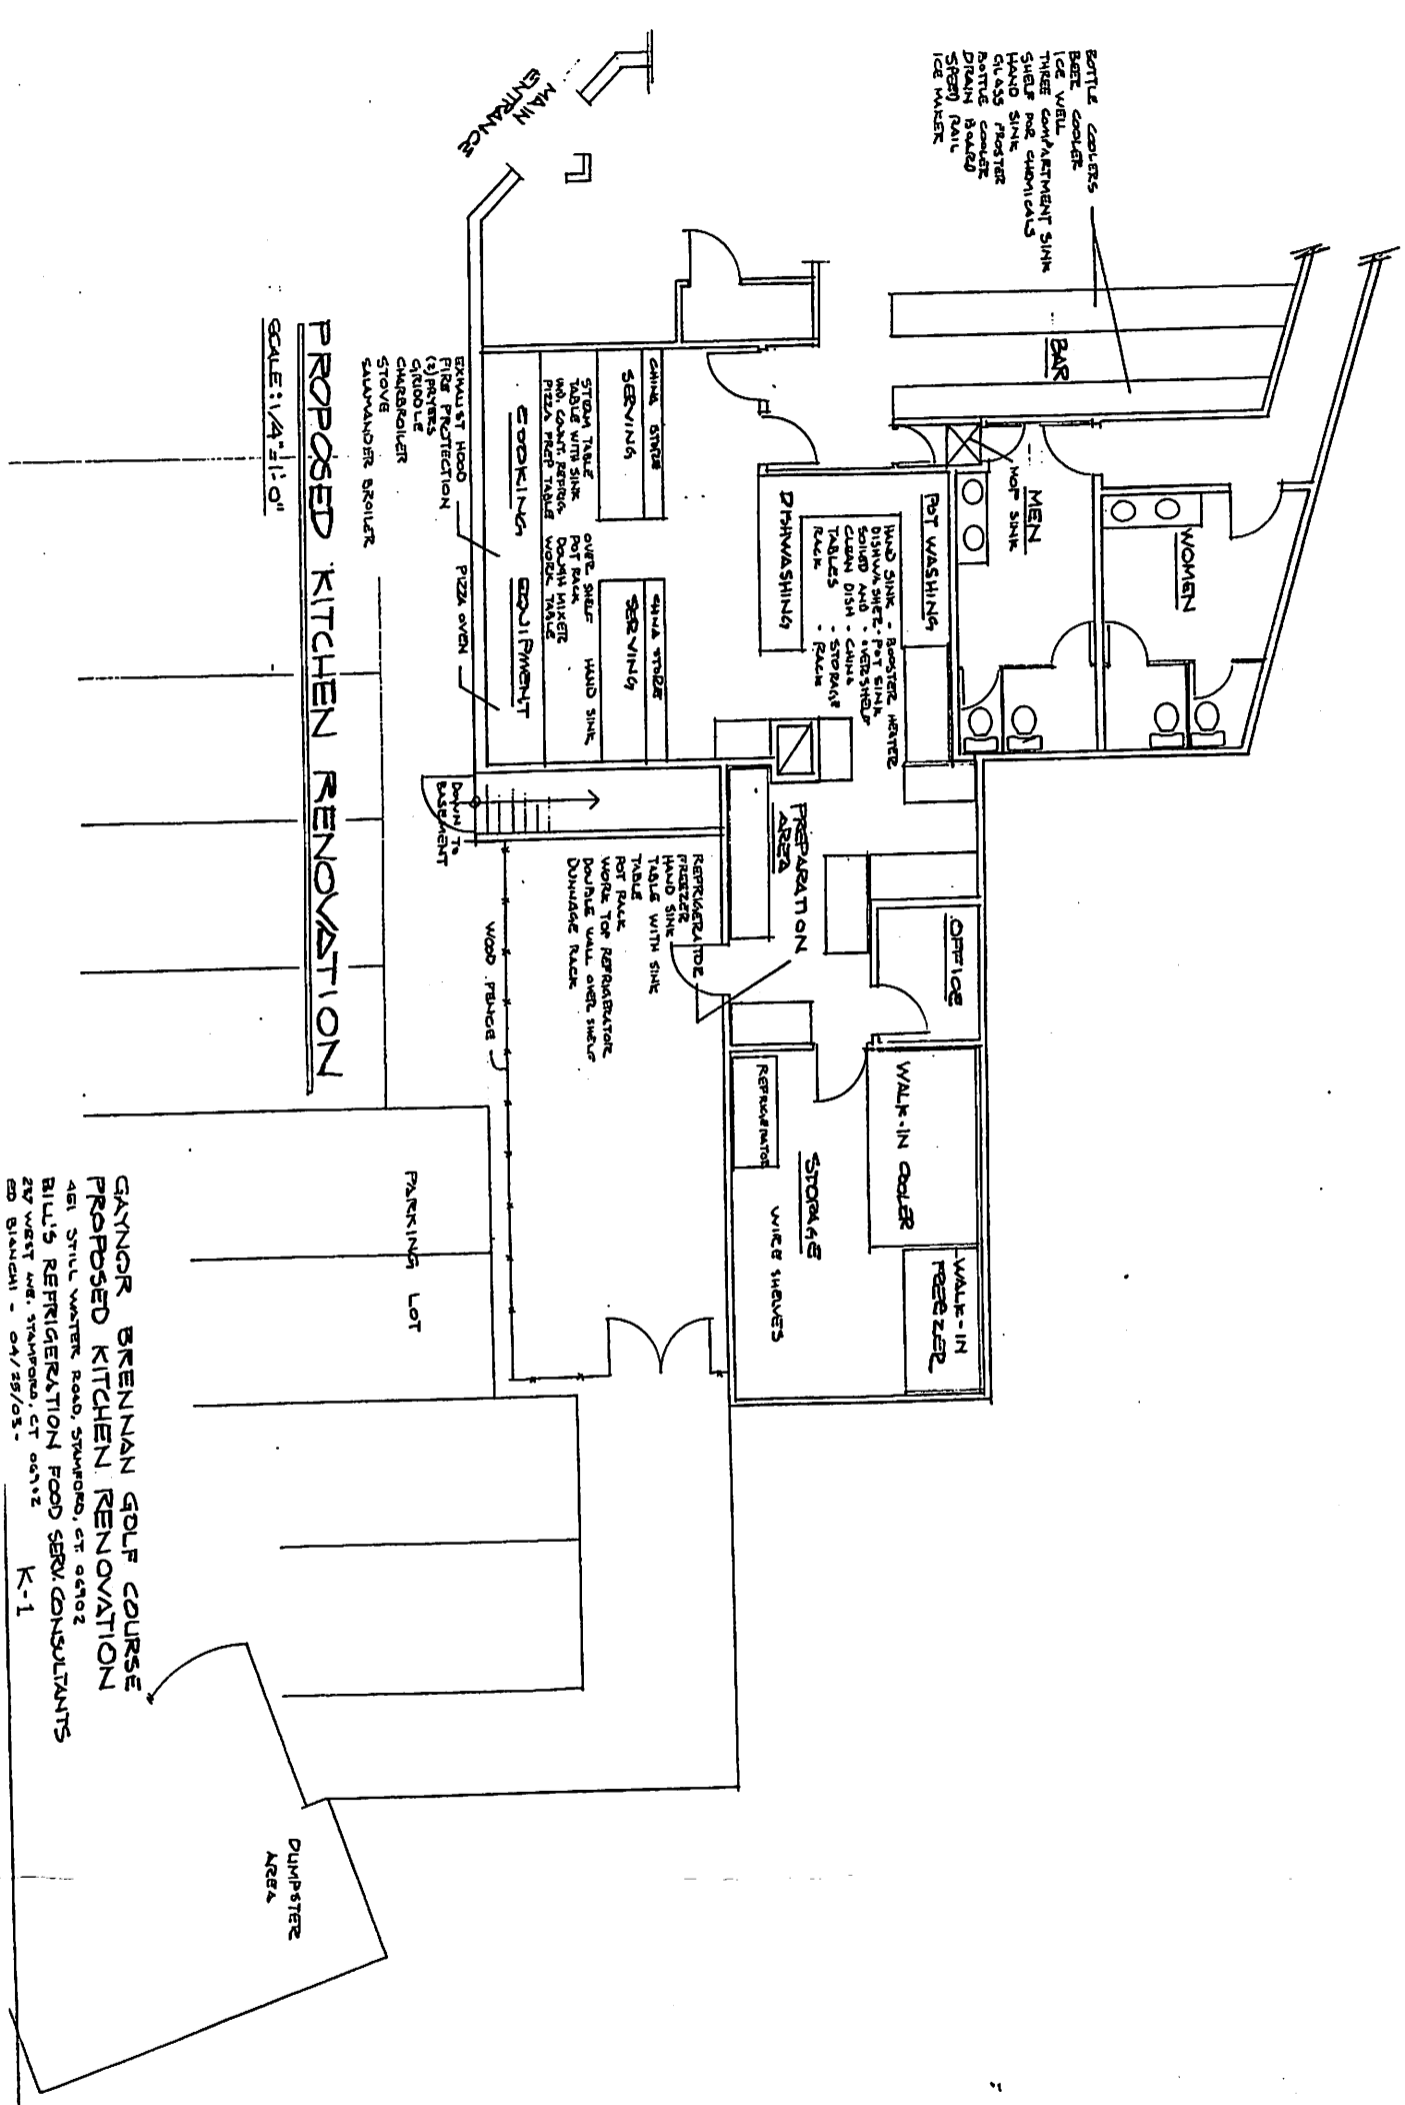 BOTTLE COOLERS
BEER COOLER
ICE WELL
THREE COMPARTMENT SINK
SHELF FOR CHEMICALS
HAND SINK
GLASS FROSTER
BOTTLE COOLER
DRAIN BOARD
SPEED RAIL
ICE MAKER
BAR
WOMEN
MEN
MOP SINK
POT WASHING
HAND SINK - BOOSTER HEATER
DISHWASHER - POT SINK
SOILED AND - OVERSHELF
CLEAN DISH - CHINA
TABLES - STORAGE
RACK - RACK
DISHWASHING
MAIN
ENTRANCE
CHINA STORE
SERVING
CHINA STORE
SERVING
STEAM TABLE
TABLE WITH SINK
PIZZA PREP TABLE
OVER SHELF
POT RACK
DOUGH MIXER
WORK TABLE
HAND SINK
COOKING EQUIPMENT
EXHAUST HOOD
FIRE PROTECTION
(2) FRYERS
GRIDDLE
CHARBROILER
STOVE
SALAMANDER BROILER
PIZZA OVEN
OFFICE
WALK-IN COOLER
WALK-IN
FREEZER
PREPARATION
AREA
STORAGE
WIRE SHELVES
REFRIGERATOR
REFRIGERATOR
FREEZER
HAND SINK
TABLE WITH SINK
TABLE
POT RACK
WORK TOP REFRIGERATOR
DOUBLE WALL OVER SHELF
DUNNAGE RACK
DOWN TO
BASEMENT
WOOD FENCE
PARKING LOT
DUMPSTER
AREA
PROPOSED KITCHEN RENOVATION
SCALE: 1/4" = 1'-0"
GAYNOR BRENNAN GOLF COURSE
PROPOSED KITCHEN RENOVATION
451 STILL WATER ROAD, STAMFORD, CT 06902
BILL'S REFRIGERATION FOOD SERV. CONSULTANTS
WEST AVE. STAMFORD, CT 06902
ED BIANCHI - 04/25/03 -
K-1